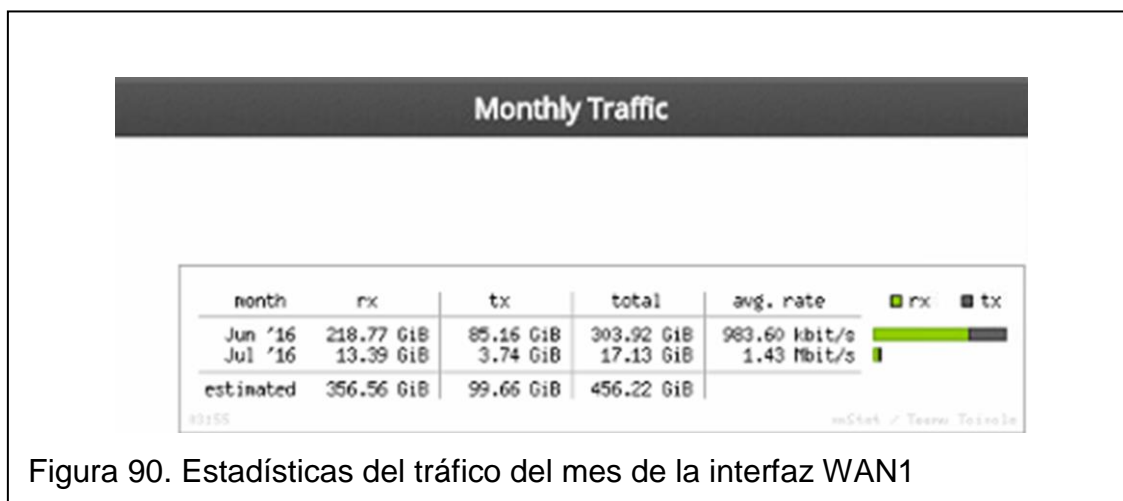 Monthly Traffic
month rx tx total avg. rate rx tx
Jun '16 218.77 GiB 85.16 GiB 303.92 GiB 983.60 kbit/s
Jul '16 13.39 GiB 3.74 GiB 17.13 GiB 1.43 Mbit/s
estimated 356.56 GiB 99.66 GiB 456.22 GiB
Figura 90. Estadísticas del tráfico del mes de la interfaz WAN1